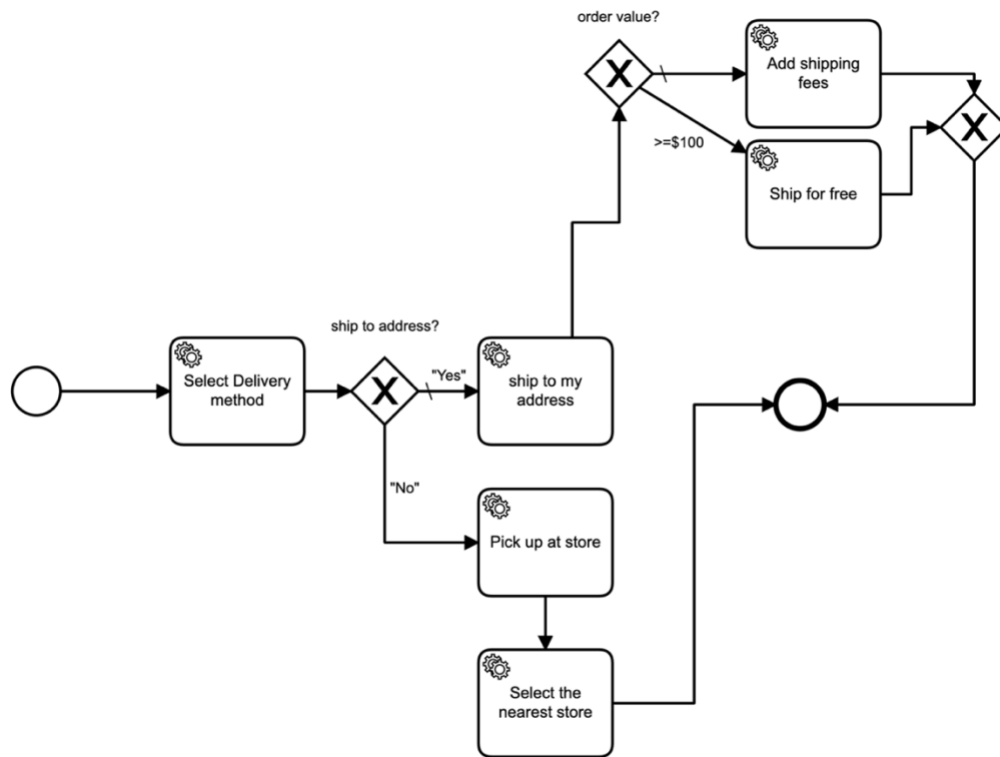 order value?
Add shipping
fees
>=$100
Ship for free
ship to address?
Select Delivery
method
"Yes"
ship to my
address
"No"
Pick up at store
Select the
nearest store